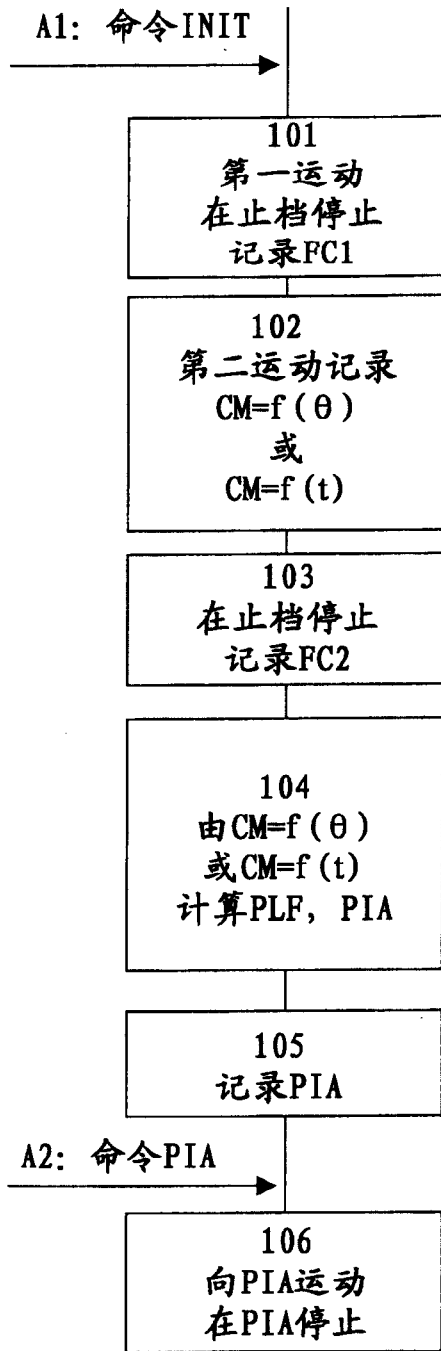 A1: 命令INIT
101
第一运动
在止档停止
记录FC1
102
第二运动记录
CM=f(θ)
或
CM=f(t)
103
在止档停止
记录FC2
104
由CM=f(θ)
或CM=f(t)
计算PLF, PIA
105
记录PIA
A2: 命令PIA
106
向PIA运动
在PIA停止